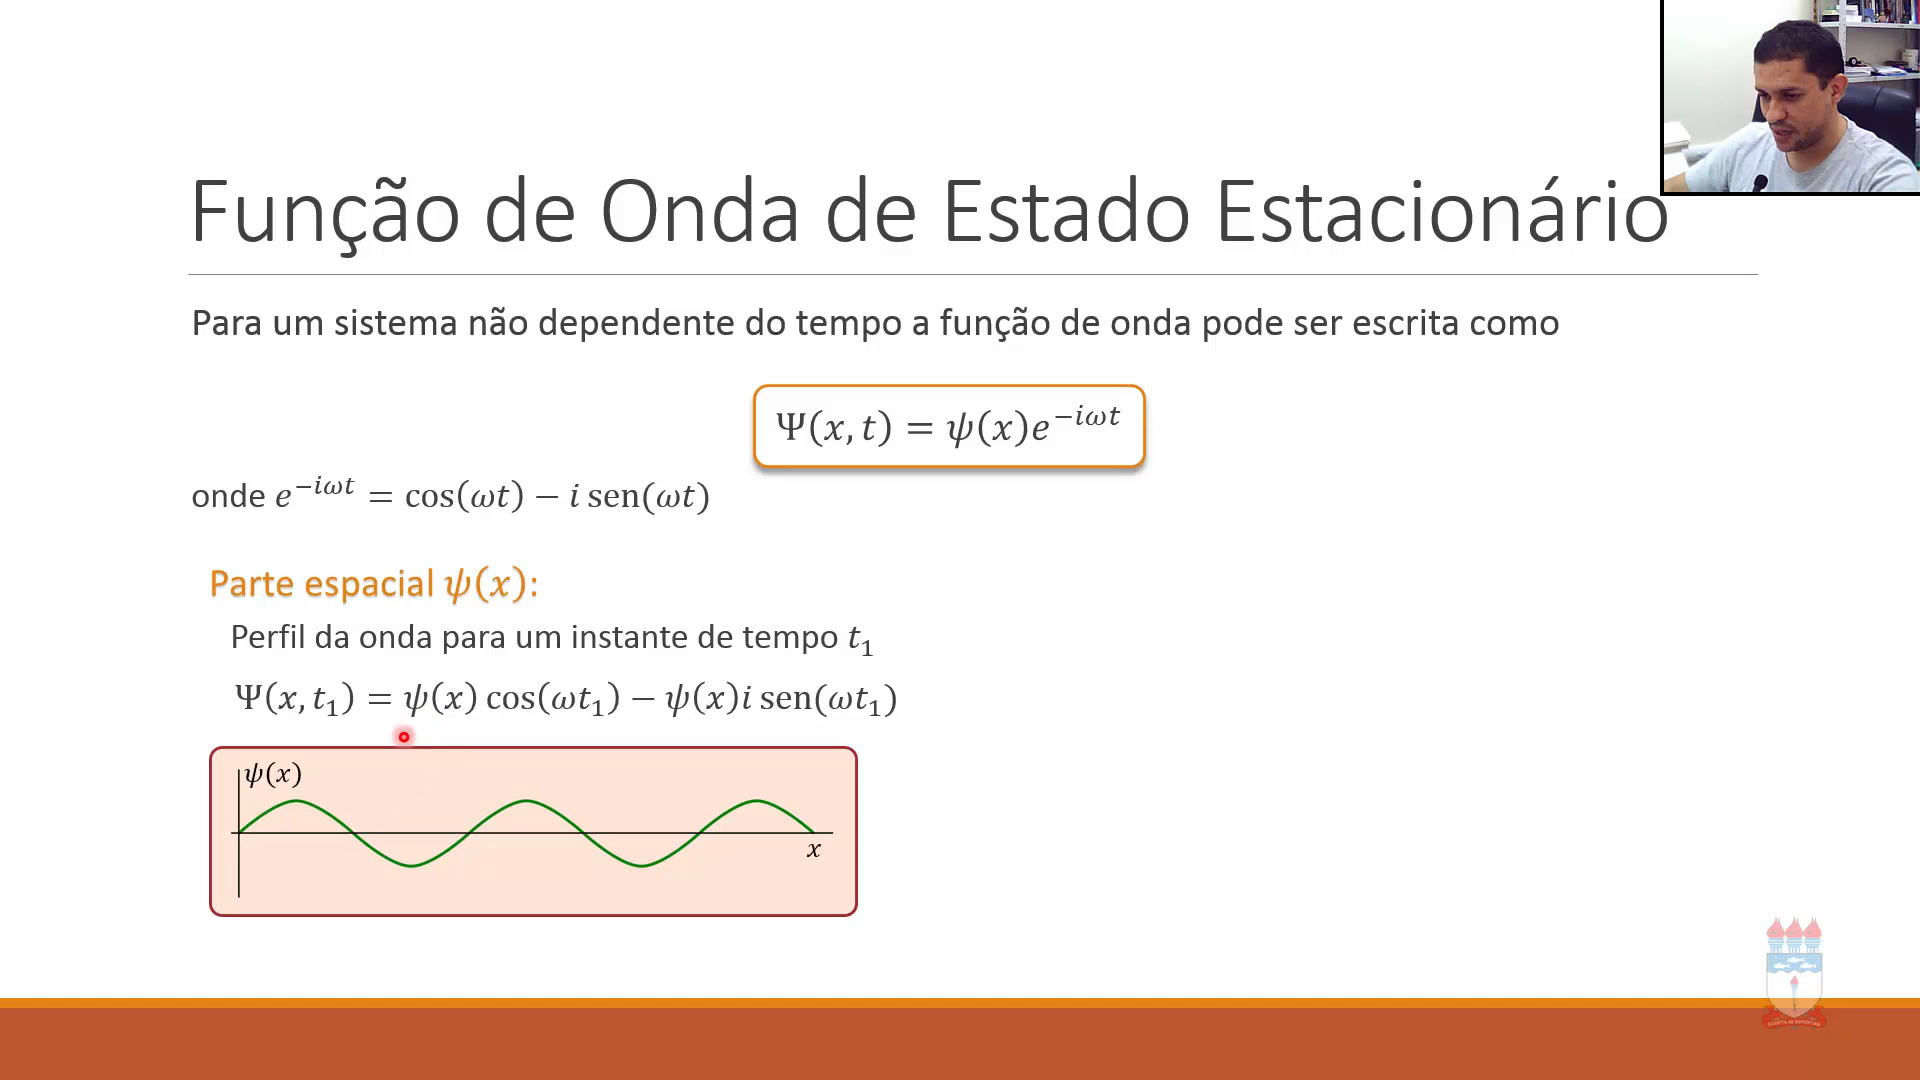 Função de Onda de Estado Estacionário
Para um sistema não dependente do tempo a função de onda pode ser escrita como
Ψ(x, t) = ψ(x)e^{−iωt}
onde e^{−iωt} = cos(ωt) − i sen(ωt)
Parte espacial ψ(x):
Perfil da onda para um instante de tempo t₁
Ψ(x, t₁) = ψ(x) cos(ωt₁) − ψ(x)i sen(ωt₁)
ψ(x)
x